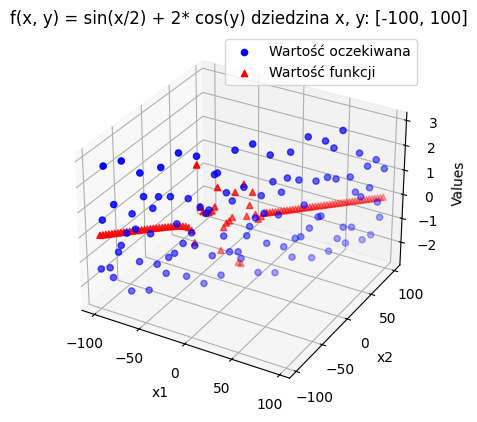 f(x, y) = sin(x/2) + 2* cos(y) dziedzina x, y: [-100, 100]
Wartość oczekiwana
Wartość funkcji
3
2
1
0
−1
−2
Values
100
50
0
−50
−100
x2
−100
−50
0
50
100
x1